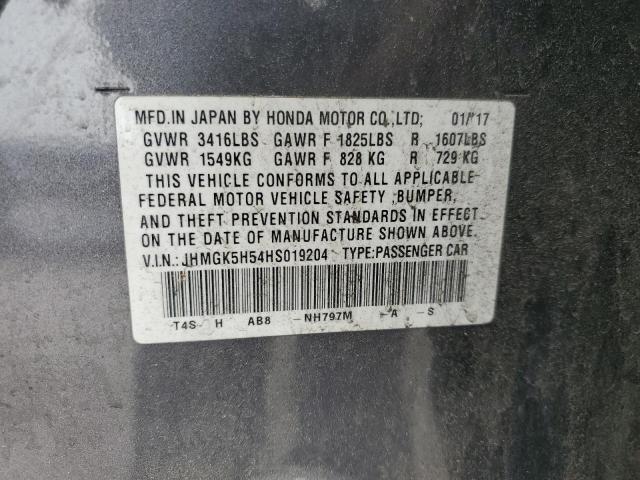 MFD.IN JAPAN BY HONDA MOTOR CO.,LTD; 01/'17
GVWR 3416LBS GAWR F 1825LBS R 1607LBS
GVWR 1549KG GAWR F 828 KG R 729 KG
THIS VEHICLE CONFORMS TO ALL APPLICABLE
FEDERAL MOTOR VEHICLE SAFETY ,BUMPER,
AND THEFT PREVENTION STANDARDS IN EFFECT
ON THE DATE OF MANUFACTURE SHOWN ABOVE.
V.I.N.: JHMGK5H54HS019204 TYPE:PASSENGER CAR
T4S H AB8 -NH797M -A -S